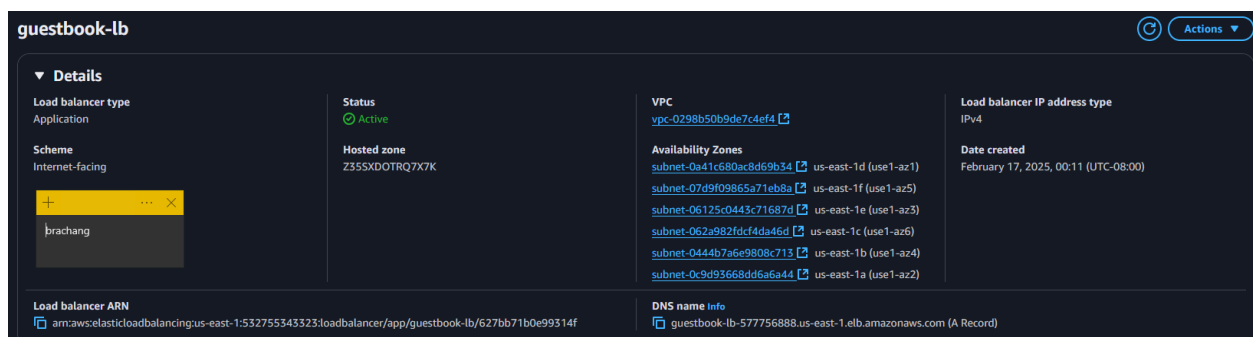 guestbook-lb
Actions
Details
Load balancer type
Application
Status
Active
VPC
vpc-0298b50b9de7c4ef4
Load balancer IP address type
IPv4
Scheme
Internet-facing
Hosted zone
Z35SXDOTRQ7X7K
Availability Zones
subnet-0a41c680ac8d69b34 us-east-1d (use1-az1)
subnet-07d9f09865a71eb8a us-east-1f (use1-az5)
subnet-06125c0443c71687d us-east-1e (use1-az3)
subnet-062a982fdcf4da46d us-east-1c (use1-az6)
subnet-0444b7a6e9808c713 us-east-1b (use1-az4)
subnet-0c9d93668dd6a6a44 us-east-1a (use1-az2)
Date created
February 17, 2025, 00:11 (UTC-08:00)
brachang
Load balancer ARN
arn:aws:elasticloadbalancing:us-east-1:532755343323:loadbalancer/app/guestbook-lb/627bb71b0e99314f
DNS name Info
guestbook-lb-577756888.us-east-1.elb.amazonaws.com (A Record)